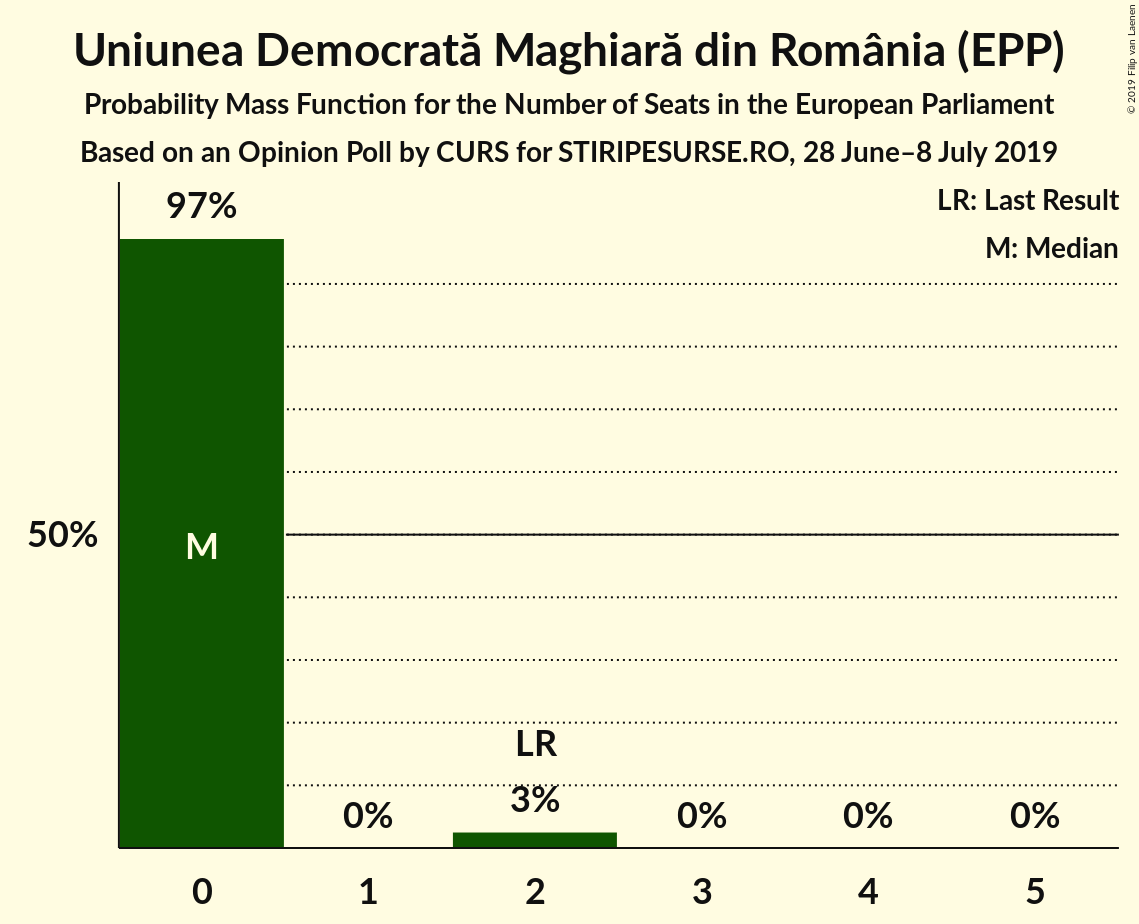 Uniunea Democrată Maghiară din România (EPP)
Probability Mass Function for the Number of Seats in the European Parliament
Based on an Opinion Poll by CURS for STIRIPESURSE.RO, 28 June–8 July 2019
© 2019 Filip van Laenen
LR: Last Result
M: Median
97%
50%
M
LR
0%
3%
0%
0%
0%
0
1
2
3
4
5